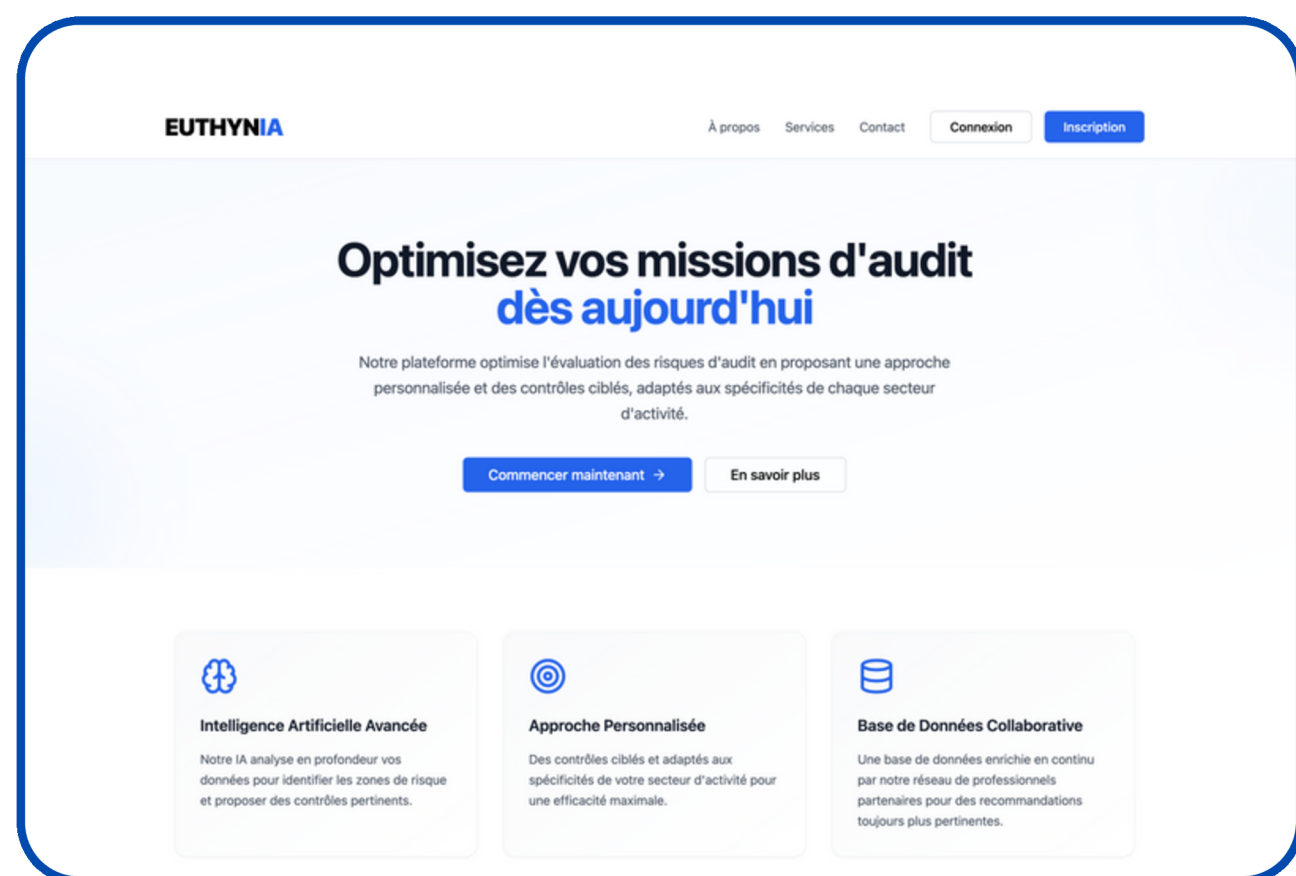 EUTHYNIA
À propos
Services
Contact
Connexion
Inscription
Optimisez vos missions d'audit
dès aujourd'hui
Notre plateforme optimise l'évaluation des risques d'audit en proposant une approche
personnalisée et des contrôles ciblés, adaptés aux spécificités de chaque secteur
d'activité.
Commencer maintenant →
En savoir plus
Intelligence Artificielle Avancée
Notre IA analyse en profondeur vos
données pour identifier les zones de risque
et proposer des contrôles pertinents.
Approche Personnalisée
Des contrôles ciblés et adaptés aux
spécificités de votre secteur d'activité pour
une efficacité maximale.
Base de Données Collaborative
Une base de données enrichie en continu
par notre réseau de professionnels
partenaires pour des recommandations
toujours plus pertinentes.